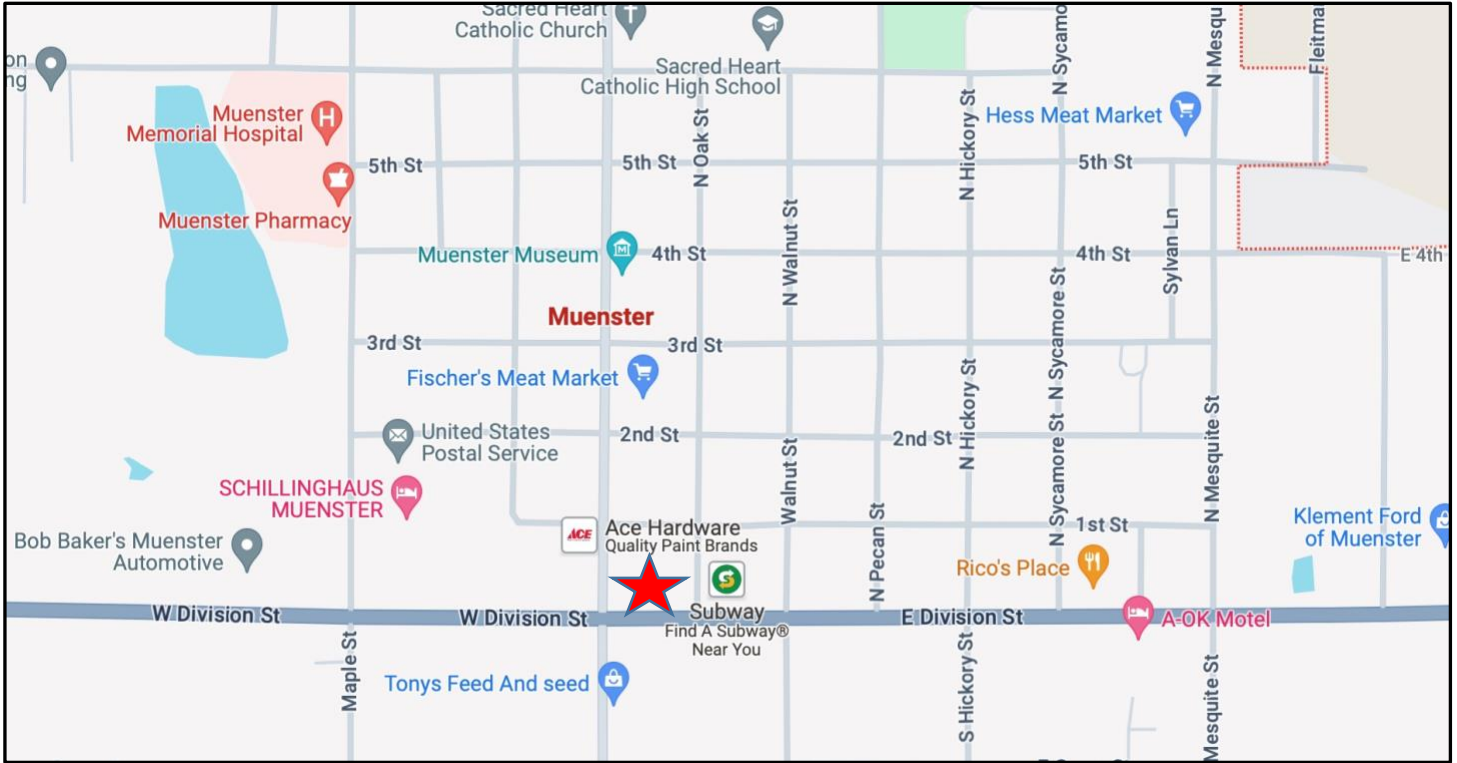 Sacred Heart
Catholic Church
Sacred Heart
Catholic High School
N Sycamo
N Mesqu
Fleitma
on
ng
Muenster
Memorial Hospital
H
N Oak St
N Hickory St
Hess Meat Market
5th St
5th St
5th St
Muenster Pharmacy
N Walnut St
Sylvan Ln
Muenster Museum
M
4th St
4th St
E 4th
Muenster
N Sycamore St
3rd St
3rd St
Fischer's Meat Market
N Hickory St
N Sycamore St
N Mesquite St
United States
Postal Service
2nd St
2nd St
Walnut St
SCHILLINGHAUS
MUENSTER
N Pecan St
N Sycamore St
1st St
ACE
Ace Hardware
Quality Paint Brands
Klement Ford
of Muenster
Bob Baker's Muenster
Automotive
Rico's Place
W Division St
W Division St
Subway
Find A Subway®
Near You
E Division St
A-OK Motel
Maple St
Tonys Feed And seed
S Hickory St
Mesquite St